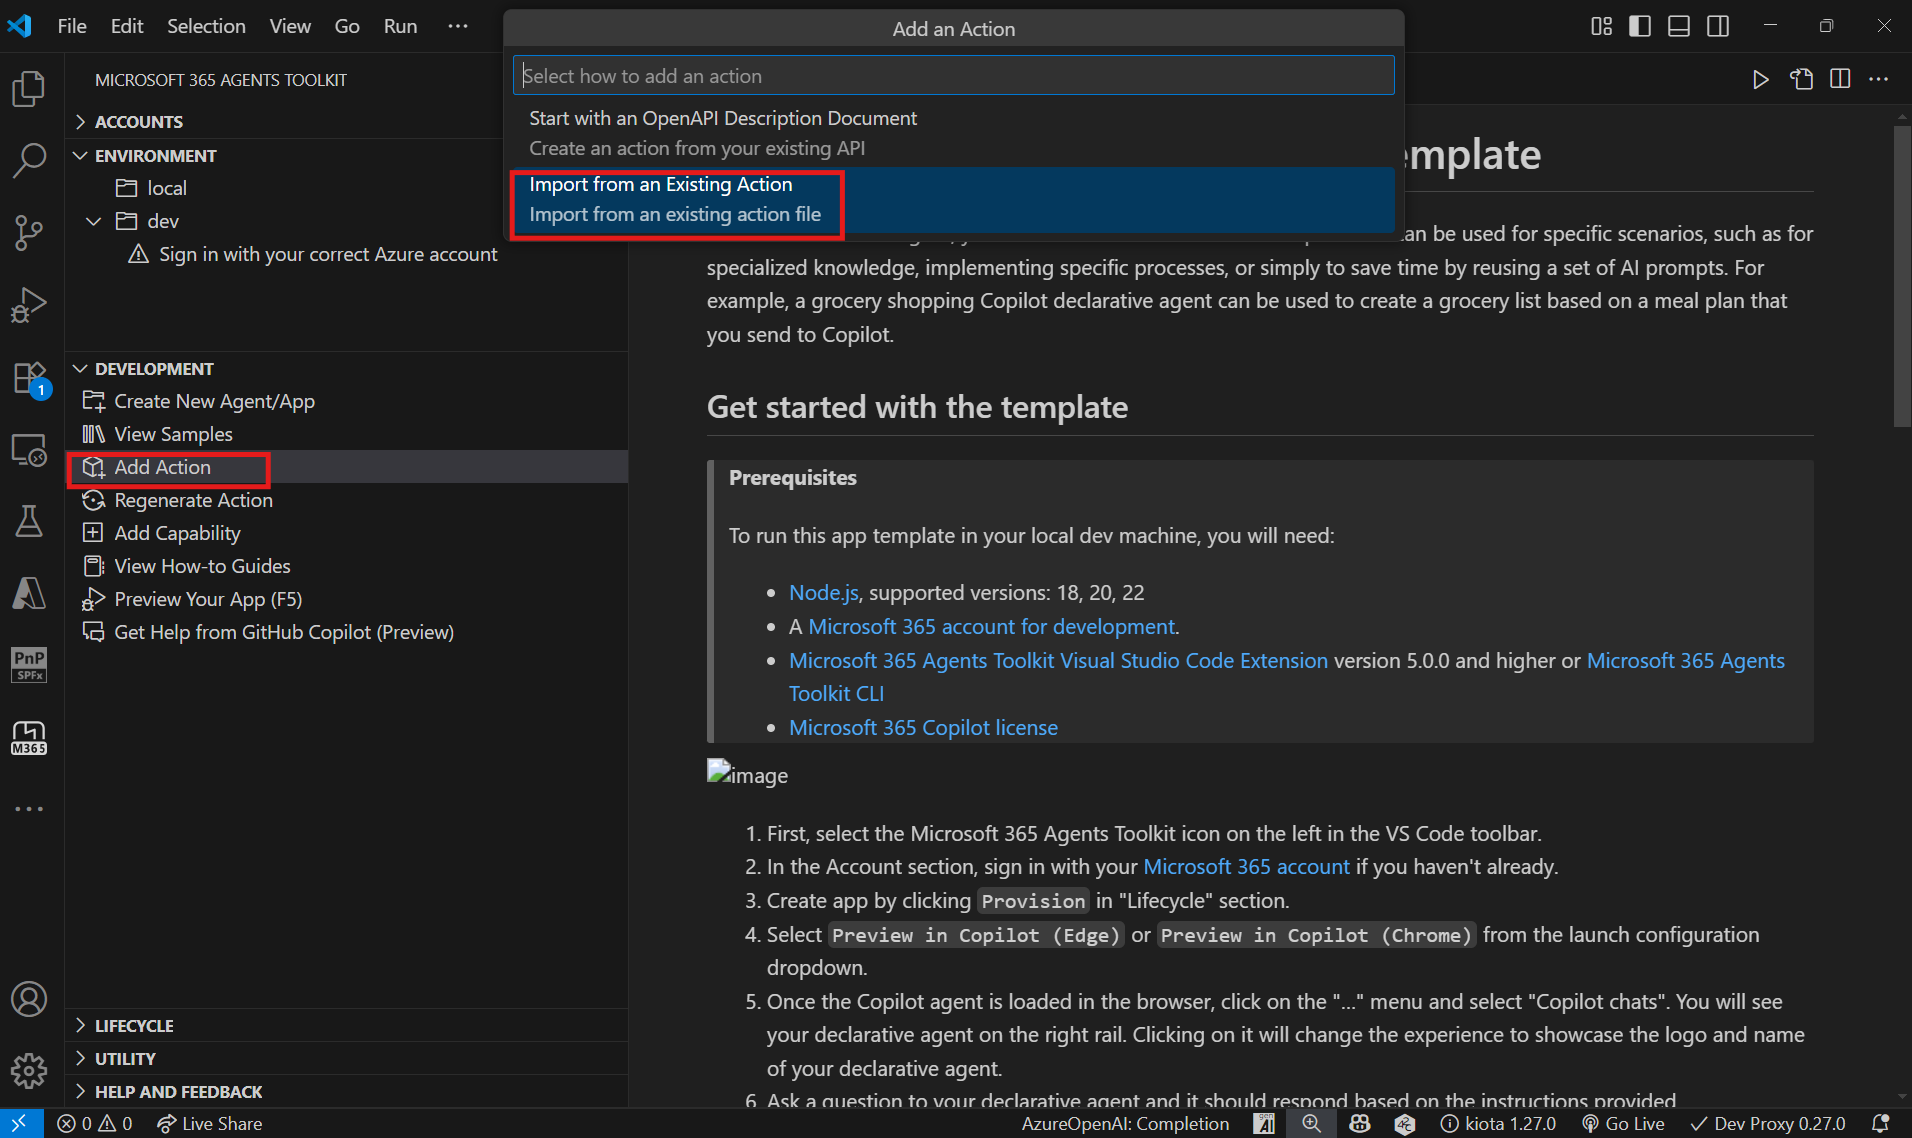 File Edit Selection View Go Run ···
Add an Action
Select how to add an action
Start with an OpenAPI Description Document
Create an action from your existing API
Import from an Existing Action
Import from an existing action file
MICROSOFT 365 AGENTS TOOLKIT
ACCOUNTS
ENVIRONMENT
local
dev
Sign in with your correct Azure account
DEVELOPMENT
Create New Agent/App
View Samples
Add Action
Regenerate Action
Add Capability
View How-to Guides
Preview Your App (F5)
Get Help from GitHub Copilot (Preview)
LIFECYCLE
UTILITY
HELP AND FEEDBACK
1
PnP
SPFx
M365
emplate
an be used for specific scenarios, such as for
specialized knowledge, implementing specific processes, or simply to save time by reusing a set of AI prompts. For
example, a grocery shopping Copilot declarative agent can be used to create a grocery list based on a meal plan that
you send to Copilot.
Get started with the template
Prerequisites
To run this app template in your local dev machine, you will need:
• Node.js, supported versions: 18, 20, 22
• A Microsoft 365 account for development.
• Microsoft 365 Agents Toolkit Visual Studio Code Extension version 5.0.0 and higher or Microsoft 365 Agents
Toolkit CLI
• Microsoft 365 Copilot license
image
1. First, select the Microsoft 365 Agents Toolkit icon on the left in the VS Code toolbar.
2. In the Account section, sign in with your Microsoft 365 account if you haven't already.
3. Create app by clicking Provision in "Lifecycle" section.
4. Select Preview in Copilot (Edge) or Preview in Copilot (Chrome) from the launch configuration
dropdown.
5. Once the Copilot agent is loaded in the browser, click on the "..." menu and select "Copilot chats". You will see
your declarative agent on the right rail. Clicking on it will change the experience to showcase the logo and name
of your declarative agent.
6. Ask a question to your declarative agent and it should respond based on the instructions provided
0 0 Live Share AzureOpenAI: Completion gen AI kiota 1.27.0 Go Live Dev Proxy 0.27.0